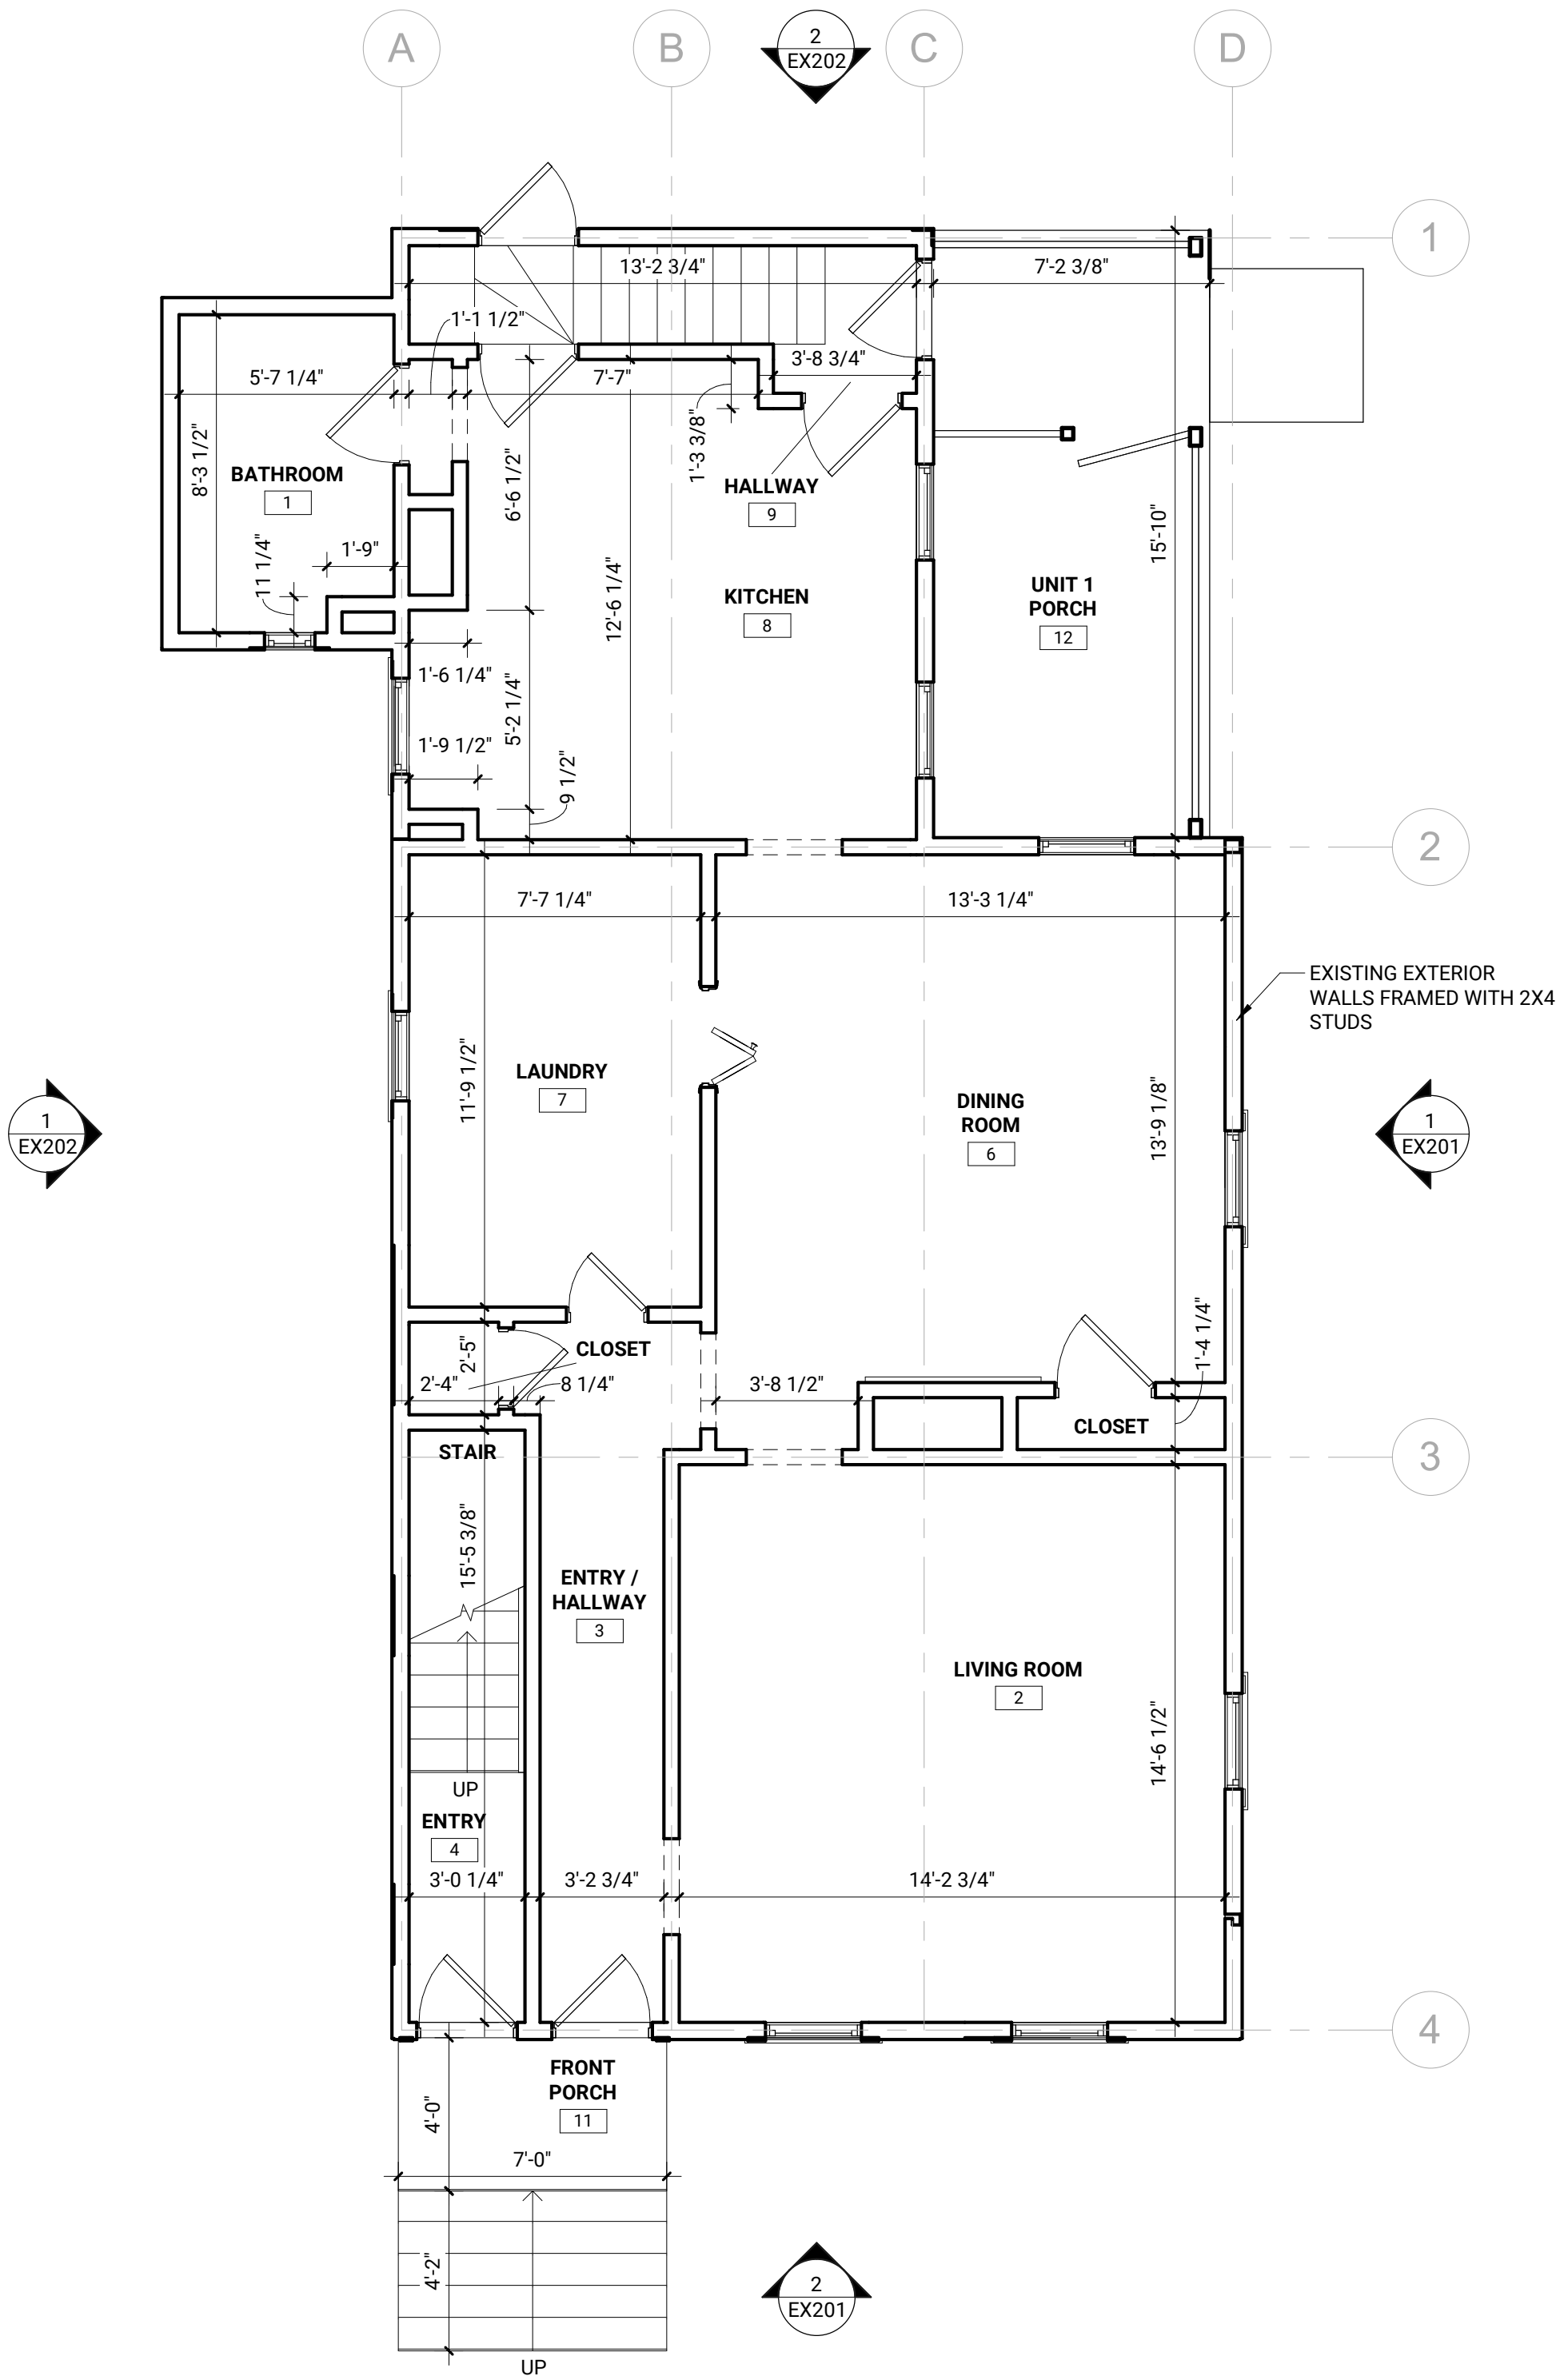 A
B
2
EX202
C
D
1
13'-2 3/4"
7'-2 3/8"
1'-1 1/2"
3'-8 3/4"
5'-7 1/4"
7'-7"
8'-3 1/2"
1'-3 3/8"
6'-6 1/2"
BATHROOM
1
HALLWAY
9
15'-10"
11 1/4"
1'-9"
12'-6 1/4"
KITCHEN
8
UNIT 1
PORCH
12
1'-6 1/4"
5'-2 1/4"
1'-9 1/2"
9 1/2"
2
7'-7 1/4"
13'-3 1/4"
EXISTING EXTERIOR
WALLS FRAMED WITH 2X4
STUDS
11'-9 1/2"
LAUNDRY
7
DINING
ROOM
6
13'-9 1/8"
1
EX202
1
EX201
1'-4 1/4"
2'-5"
CLOSET
2'-4"
8 1/4"
3'-8 1/2"
CLOSET
STAIR
3
15'-5 3/8"
ENTRY /
HALLWAY
3
LIVING ROOM
2
14'-6 1/2"
UP
ENTRY
4
3'-0 1/4"
3'-2 3/4"
14'-2 3/4"
4
FRONT
PORCH
11
4'-0"
7'-0"
4'-2"
2
EX201
UP